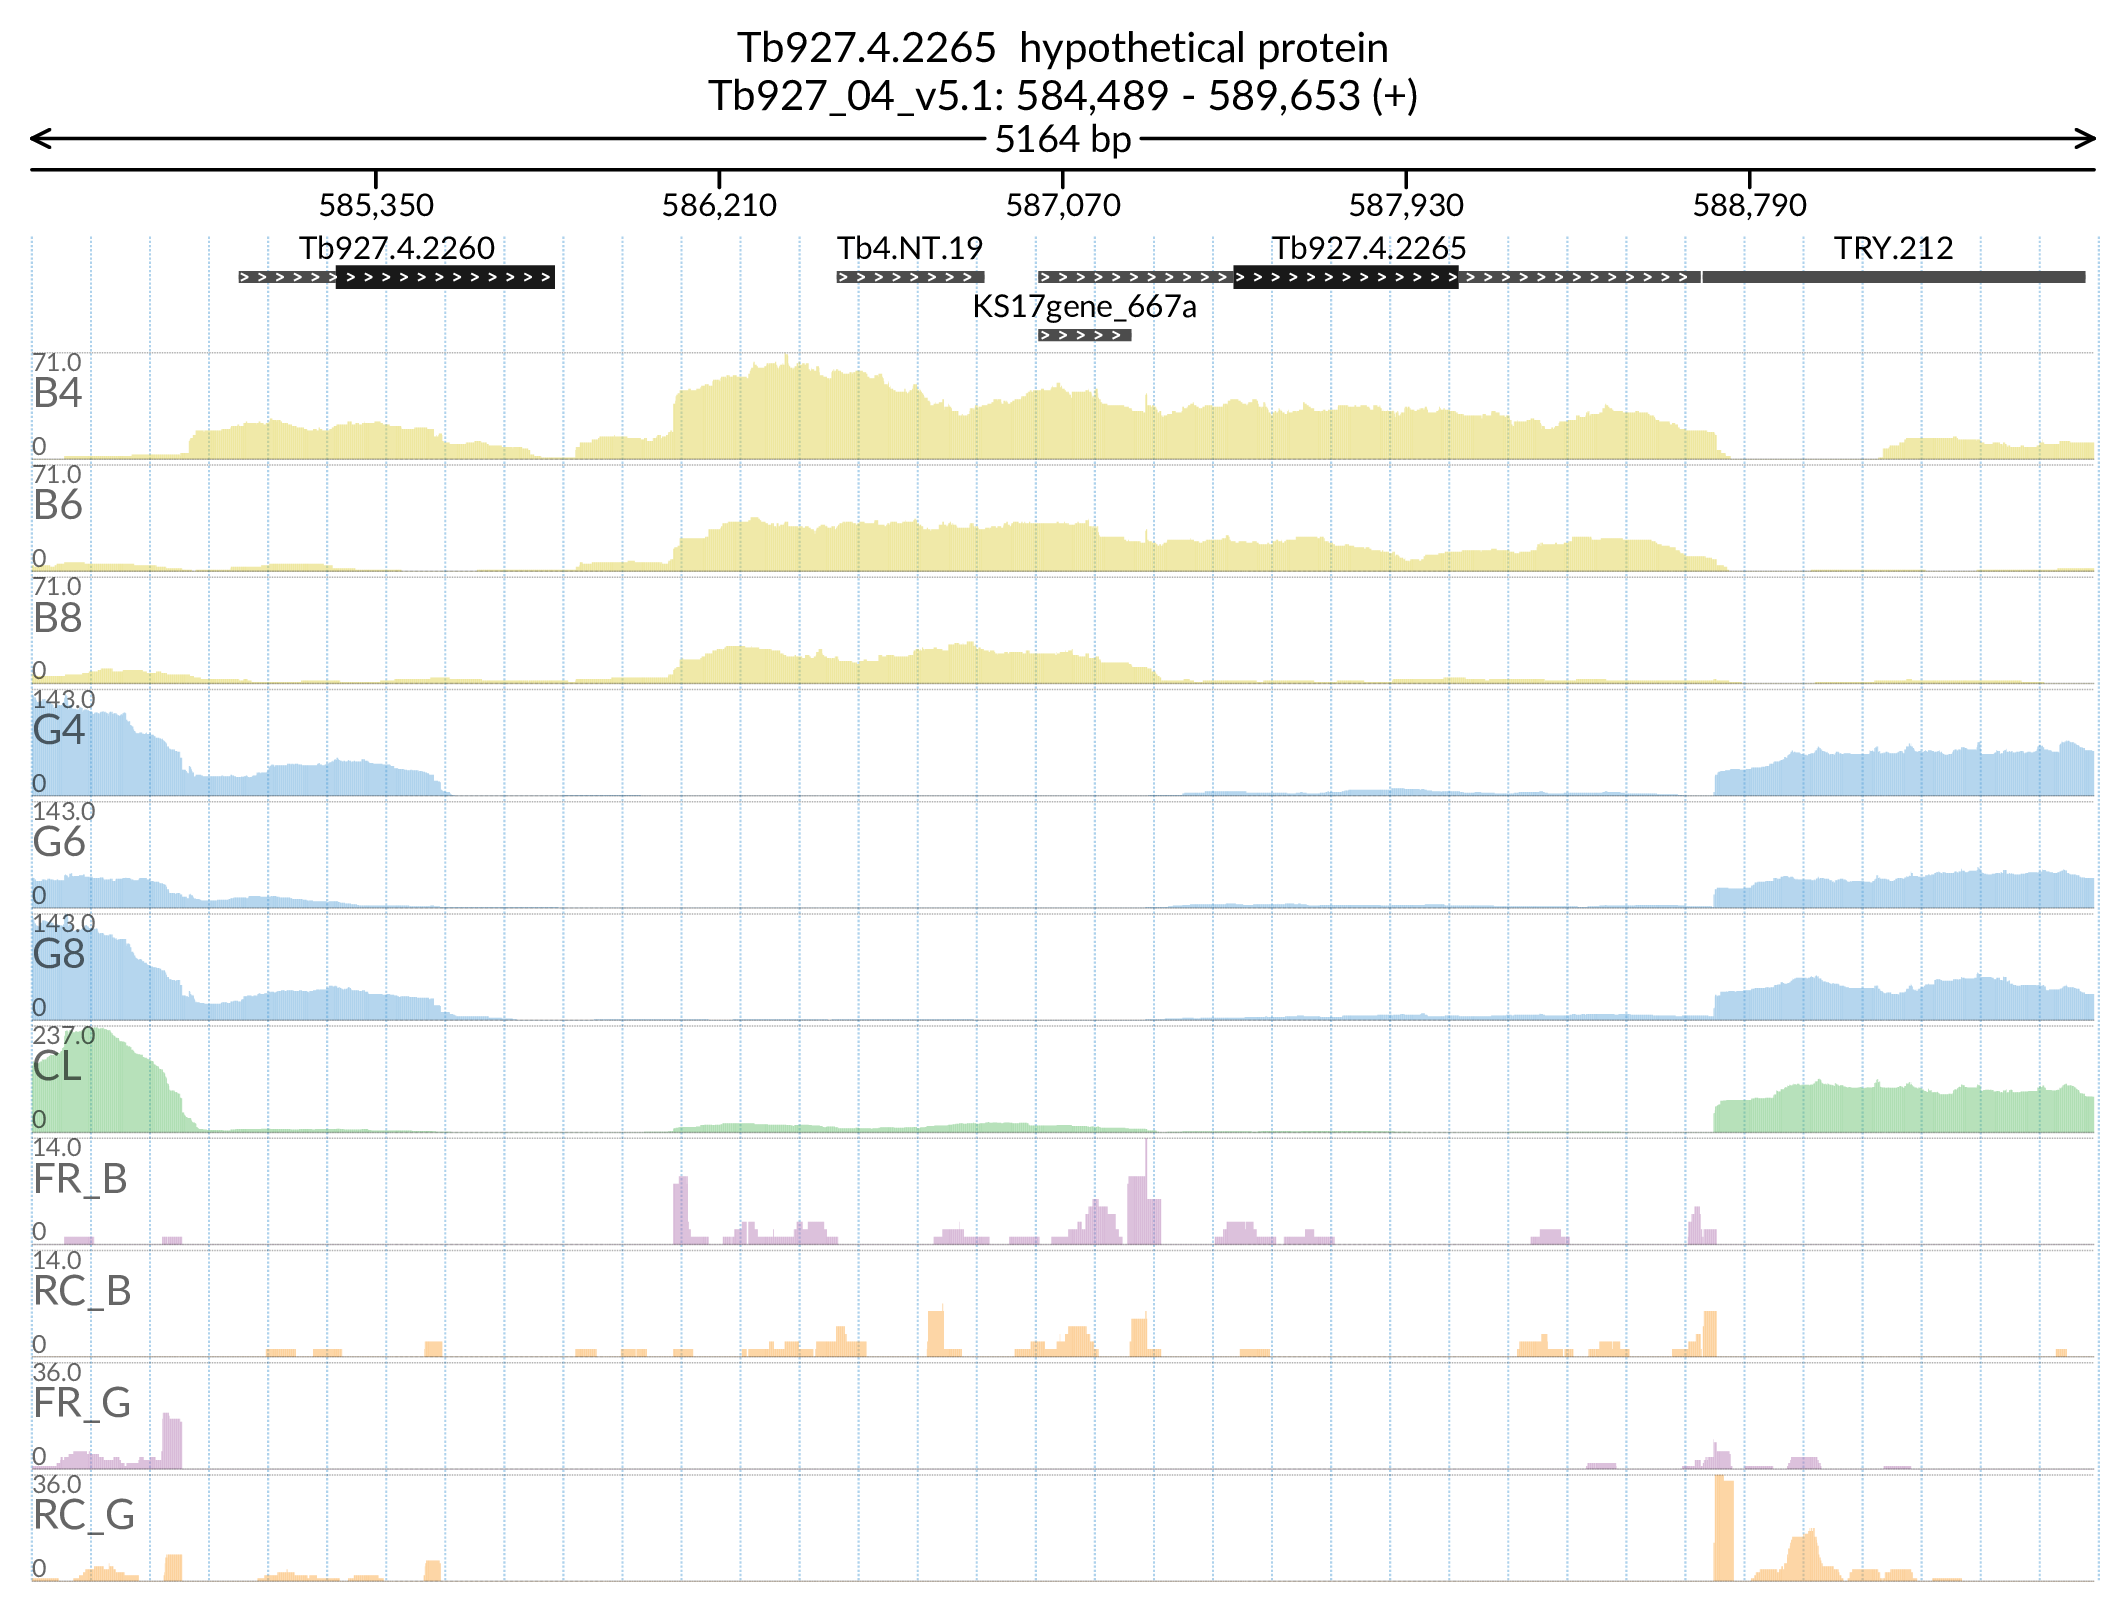 Tb927.4.2265 hypothetical protein
Tb927_04_v5.1: 584,489 - 589,653 (+)
5164 bp
585,350 586,210 587,070 587,930 588,790
Tb927.4.2260 Tb4.NT.19 Tb927.4.2265 TRY.212
KS17gene_667a
71.0
B4
0
71.0
B6
0
71.0
B8
0
143.0
G4
0
143.0
G6
0
143.0
G8
0
237.0
CL
0
14.0
FR_B
0
14.0
RC_B
0
36.0
FR_G
0
36.0
RC_G
0